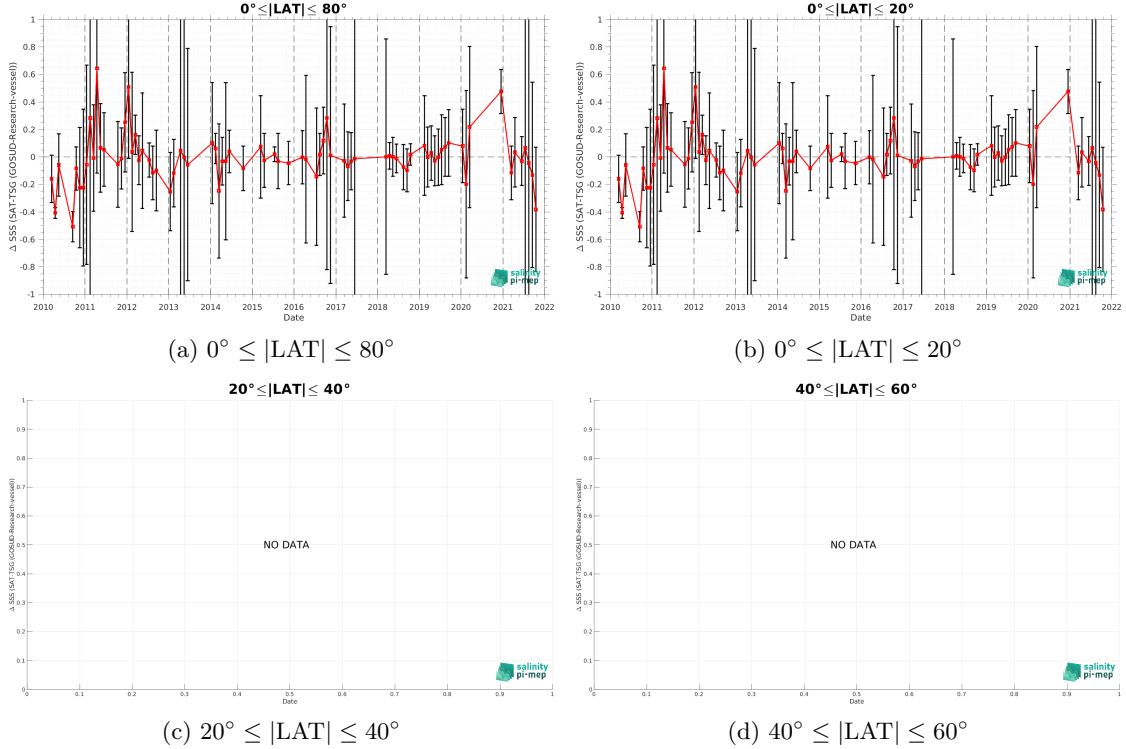 0°≤|LAT|≤ 80°
Δ SSS (SAT-TSG (GOSUD-Research-vessel))
1
0.8
0.6
0.4
0.2
0
-0.2
-0.4
-0.6
-0.8
-1
2010 2011 2012 2013 2014 2015 2016 2017 2018 2019 2020 2021 2022
Date
salinity
pi-mep
(a) 0° ≤ |LAT| ≤ 80°
0°≤|LAT|≤ 20°
Δ SSS (SAT-TSG (GOSUD-Research-vessel))
1
0.8
0.6
0.4
0.2
0
-0.2
-0.4
-0.6
-0.8
-1
2010 2011 2012 2013 2014 2015 2016 2017 2018 2019 2020 2021 2022
Date
salinity
pi-mep
(b) 0° ≤ |LAT| ≤ 20°
20°≤|LAT|≤ 40°
Δ SSS (SAT-TSG (GOSUD-Research-vessel))
1
0.9
0.8
0.7
0.6
0.5
0.4
0.3
0.2
0.1
0
NO DATA
0 0.1 0.2 0.3 0.4 0.5 0.6 0.7 0.8 0.9 1
Date
salinity
pi-mep
(c) 20° ≤ |LAT| ≤ 40°
40°≤|LAT|≤ 60°
Δ SSS (SAT-TSG (GOSUD-Research-vessel))
1
0.9
0.8
0.7
0.6
0.5
0.4
0.3
0.2
0.1
0
NO DATA
0 0.1 0.2 0.3 0.4 0.5 0.6 0.7 0.8 0.9 1
Date
salinity
pi-mep
(d) 40° ≤ |LAT| ≤ 60°